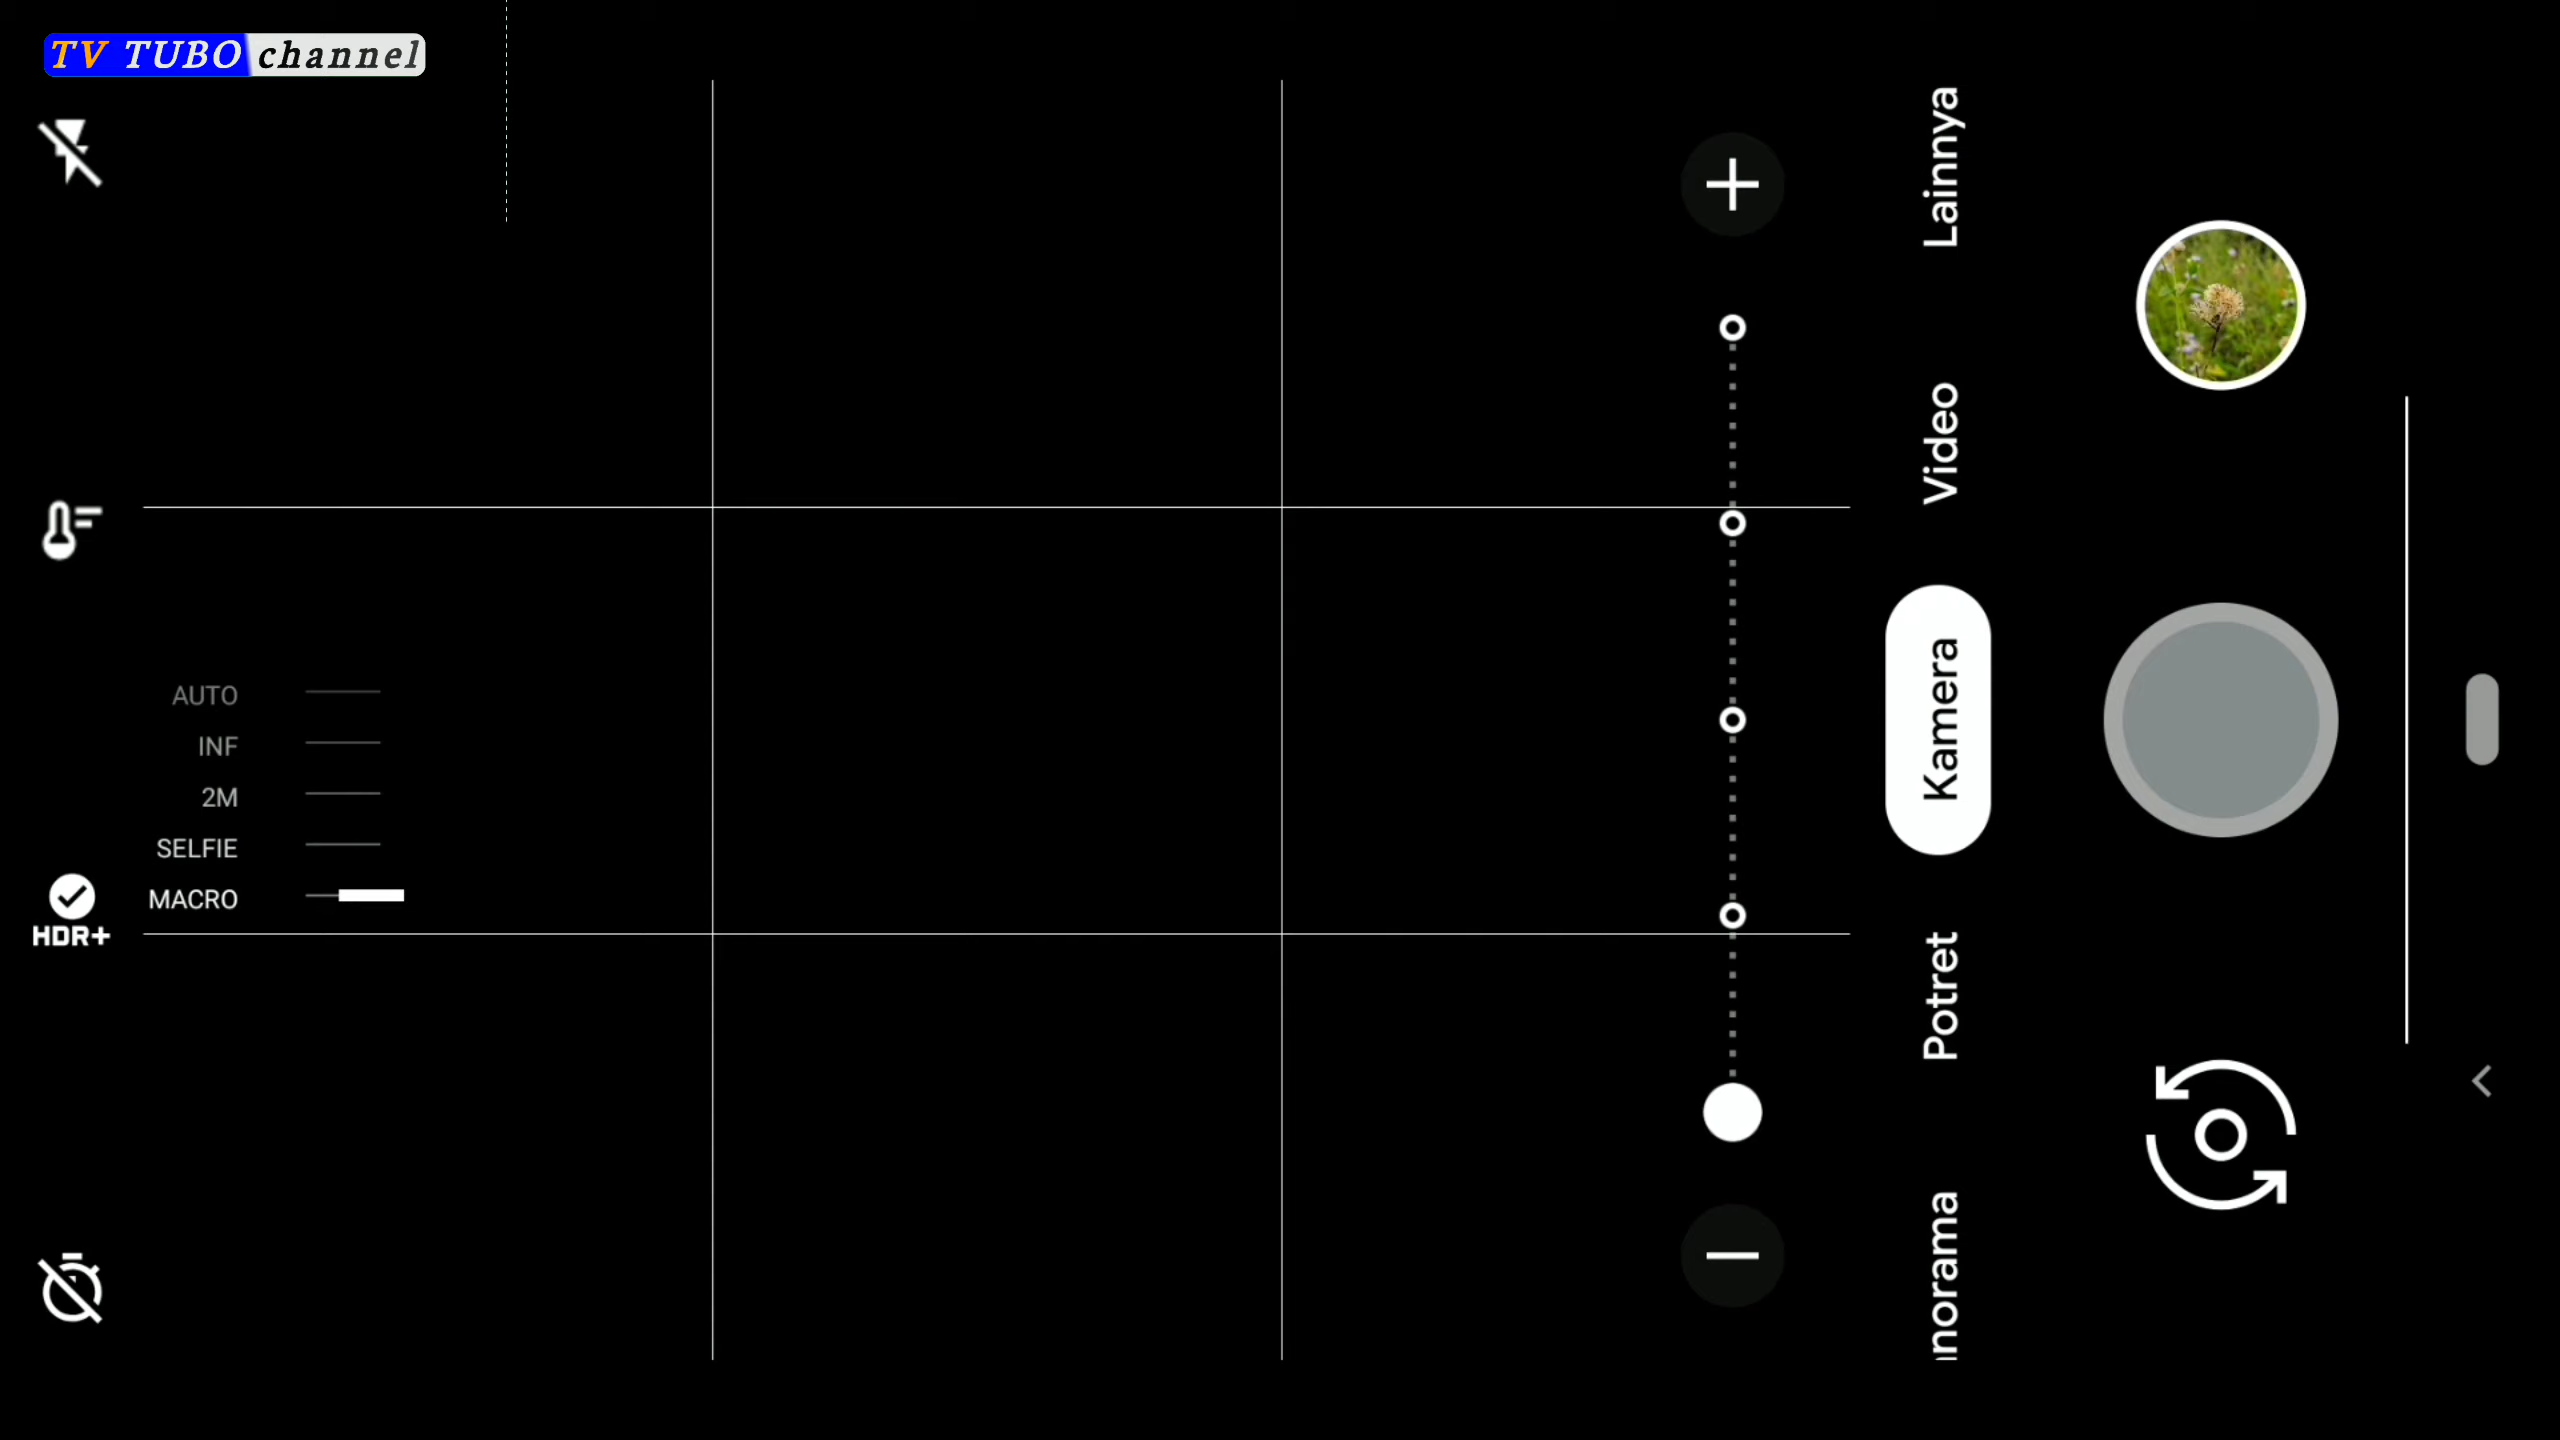 TV TUBO channel
AUTO
INF
2M
SELFIE
MACRO
HDR+
Lainnya
Video
Kamera
Potret
norama